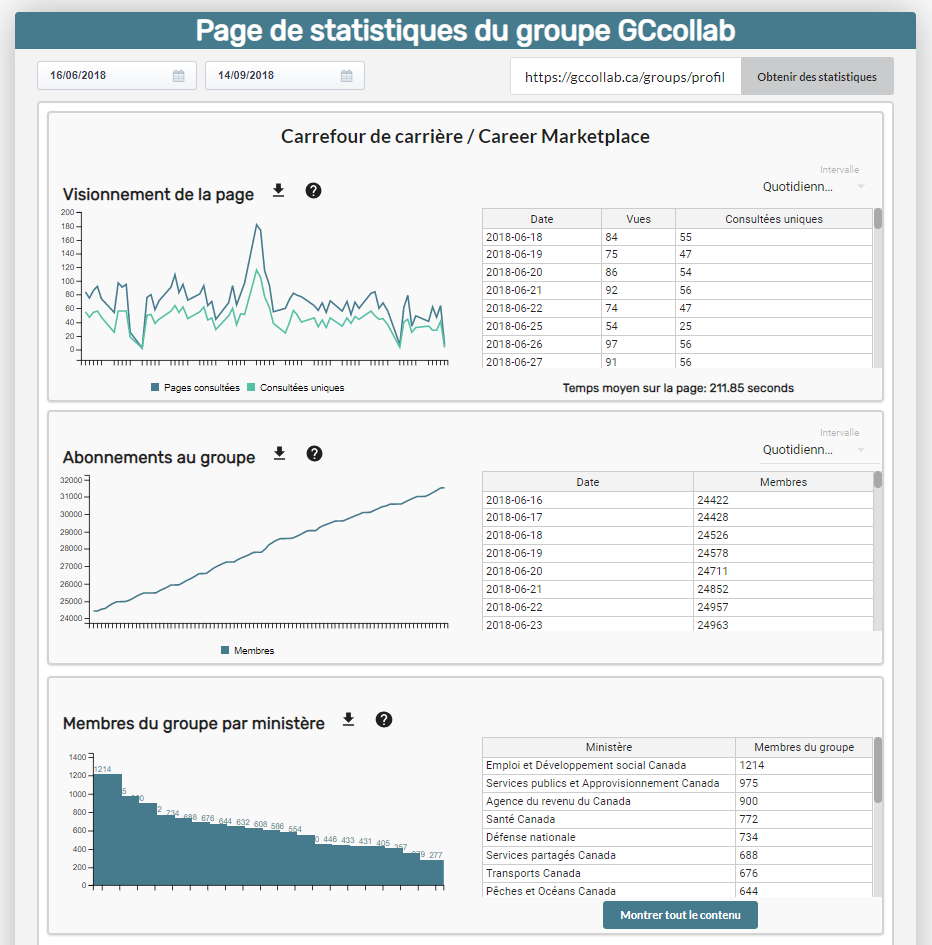 Page de statistiques du groupe GCcollab
16/06/2018
14/09/2018
https://gccollab.ca/groups/profil
Obtenir des statistiques
Carrefour de carrière / Career Marketplace
Visionnement de la page
Intervalle
Quotidienn...
200
180
160
140
120
100
80
60
40
20
0
Pages consultées
Consultées uniques
Date Vues Consultées uniques
2018-06-18 84 55
2018-06-19 75 47
2018-06-20 86 54
2018-06-21 92 56
2018-06-22 74 47
2018-06-25 54 25
2018-06-26 97 56
2018-06-27 91 56
Temps moyen sur la page: 211.85 seconds
Abonnements au groupe
Intervalle
Quotidienn...
32000
31000
30000
29000
28000
27000
26000
25000
24000
Membres
Date Membres
2018-06-16 24422
2018-06-17 24428
2018-06-18 24526
2018-06-19 24578
2018-06-20 24711
2018-06-21 24852
2018-06-22 24957
2018-06-23 24963
Membres du groupe par ministère
1400
1200
1000
800
600
400
200
0
1214
734 688 676 644 632 608 586 554
446 433 431 405 357
277
Ministère Membres du groupe
Emploi et Développement social Canada 1214
Services publics et Approvisionnement Canada 975
Agence du revenu du Canada 900
Santé Canada 772
Défense nationale 734
Services partagés Canada 688
Transports Canada 676
Pêches et Océans Canada 644
Montrer tout le contenu